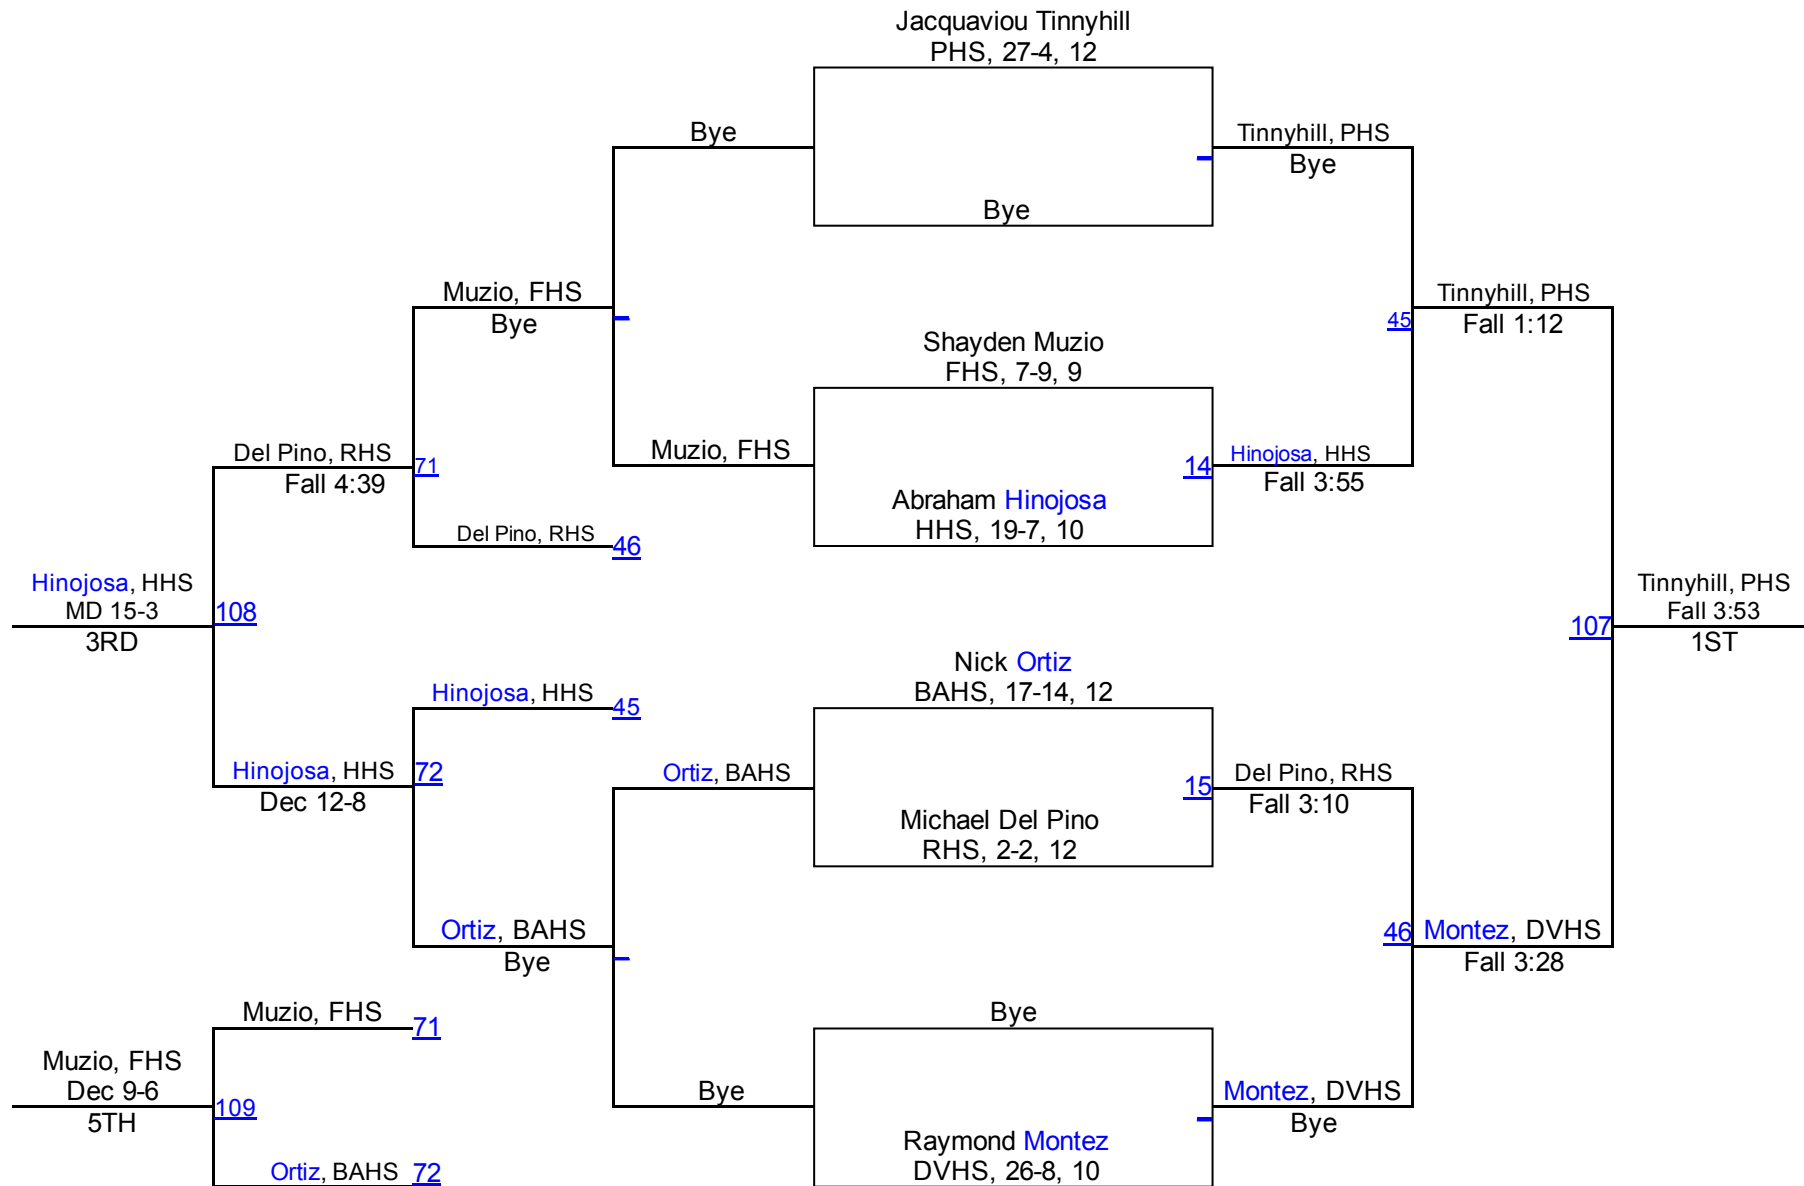 Jacquaviou Tinnyhill
PHS, 27-4, 12
Bye
Tinnyhill, PHS
Bye
Bye
Muzio, FHS
Bye
Tinnyhill, PHS
45
Fall 1:12
Shayden Muzio
FHS, 7-9, 9
Del Pino, RHS
71
Fall 4:39
Muzio, FHS
14
Hinojosa, HHS
Fall 3:55
Abraham Hinojosa
HHS, 19-7, 10
Del Pino, RHS
46
Hinojosa, HHS
MD 15-3
108
3RD
Tinnyhill, PHS
Fall 3:53
107
1ST
Nick Ortiz
BAHS, 17-14, 12
Hinojosa, HHS
45
Hinojosa, HHS
72
Dec 12-8
Ortiz, BAHS
15
Del Pino, RHS
Fall 3:10
Michael Del Pino
RHS, 2-2, 12
Ortiz, BAHS
Bye
46
Montez, DVHS
Fall 3:28
Muzio, FHS
71
Bye
Muzio, FHS
Dec 9-6
109
5TH
Bye
Montez, DVHS
Bye
Raymond Montez
DVHS, 26-8, 10
Ortiz, BAHS
72